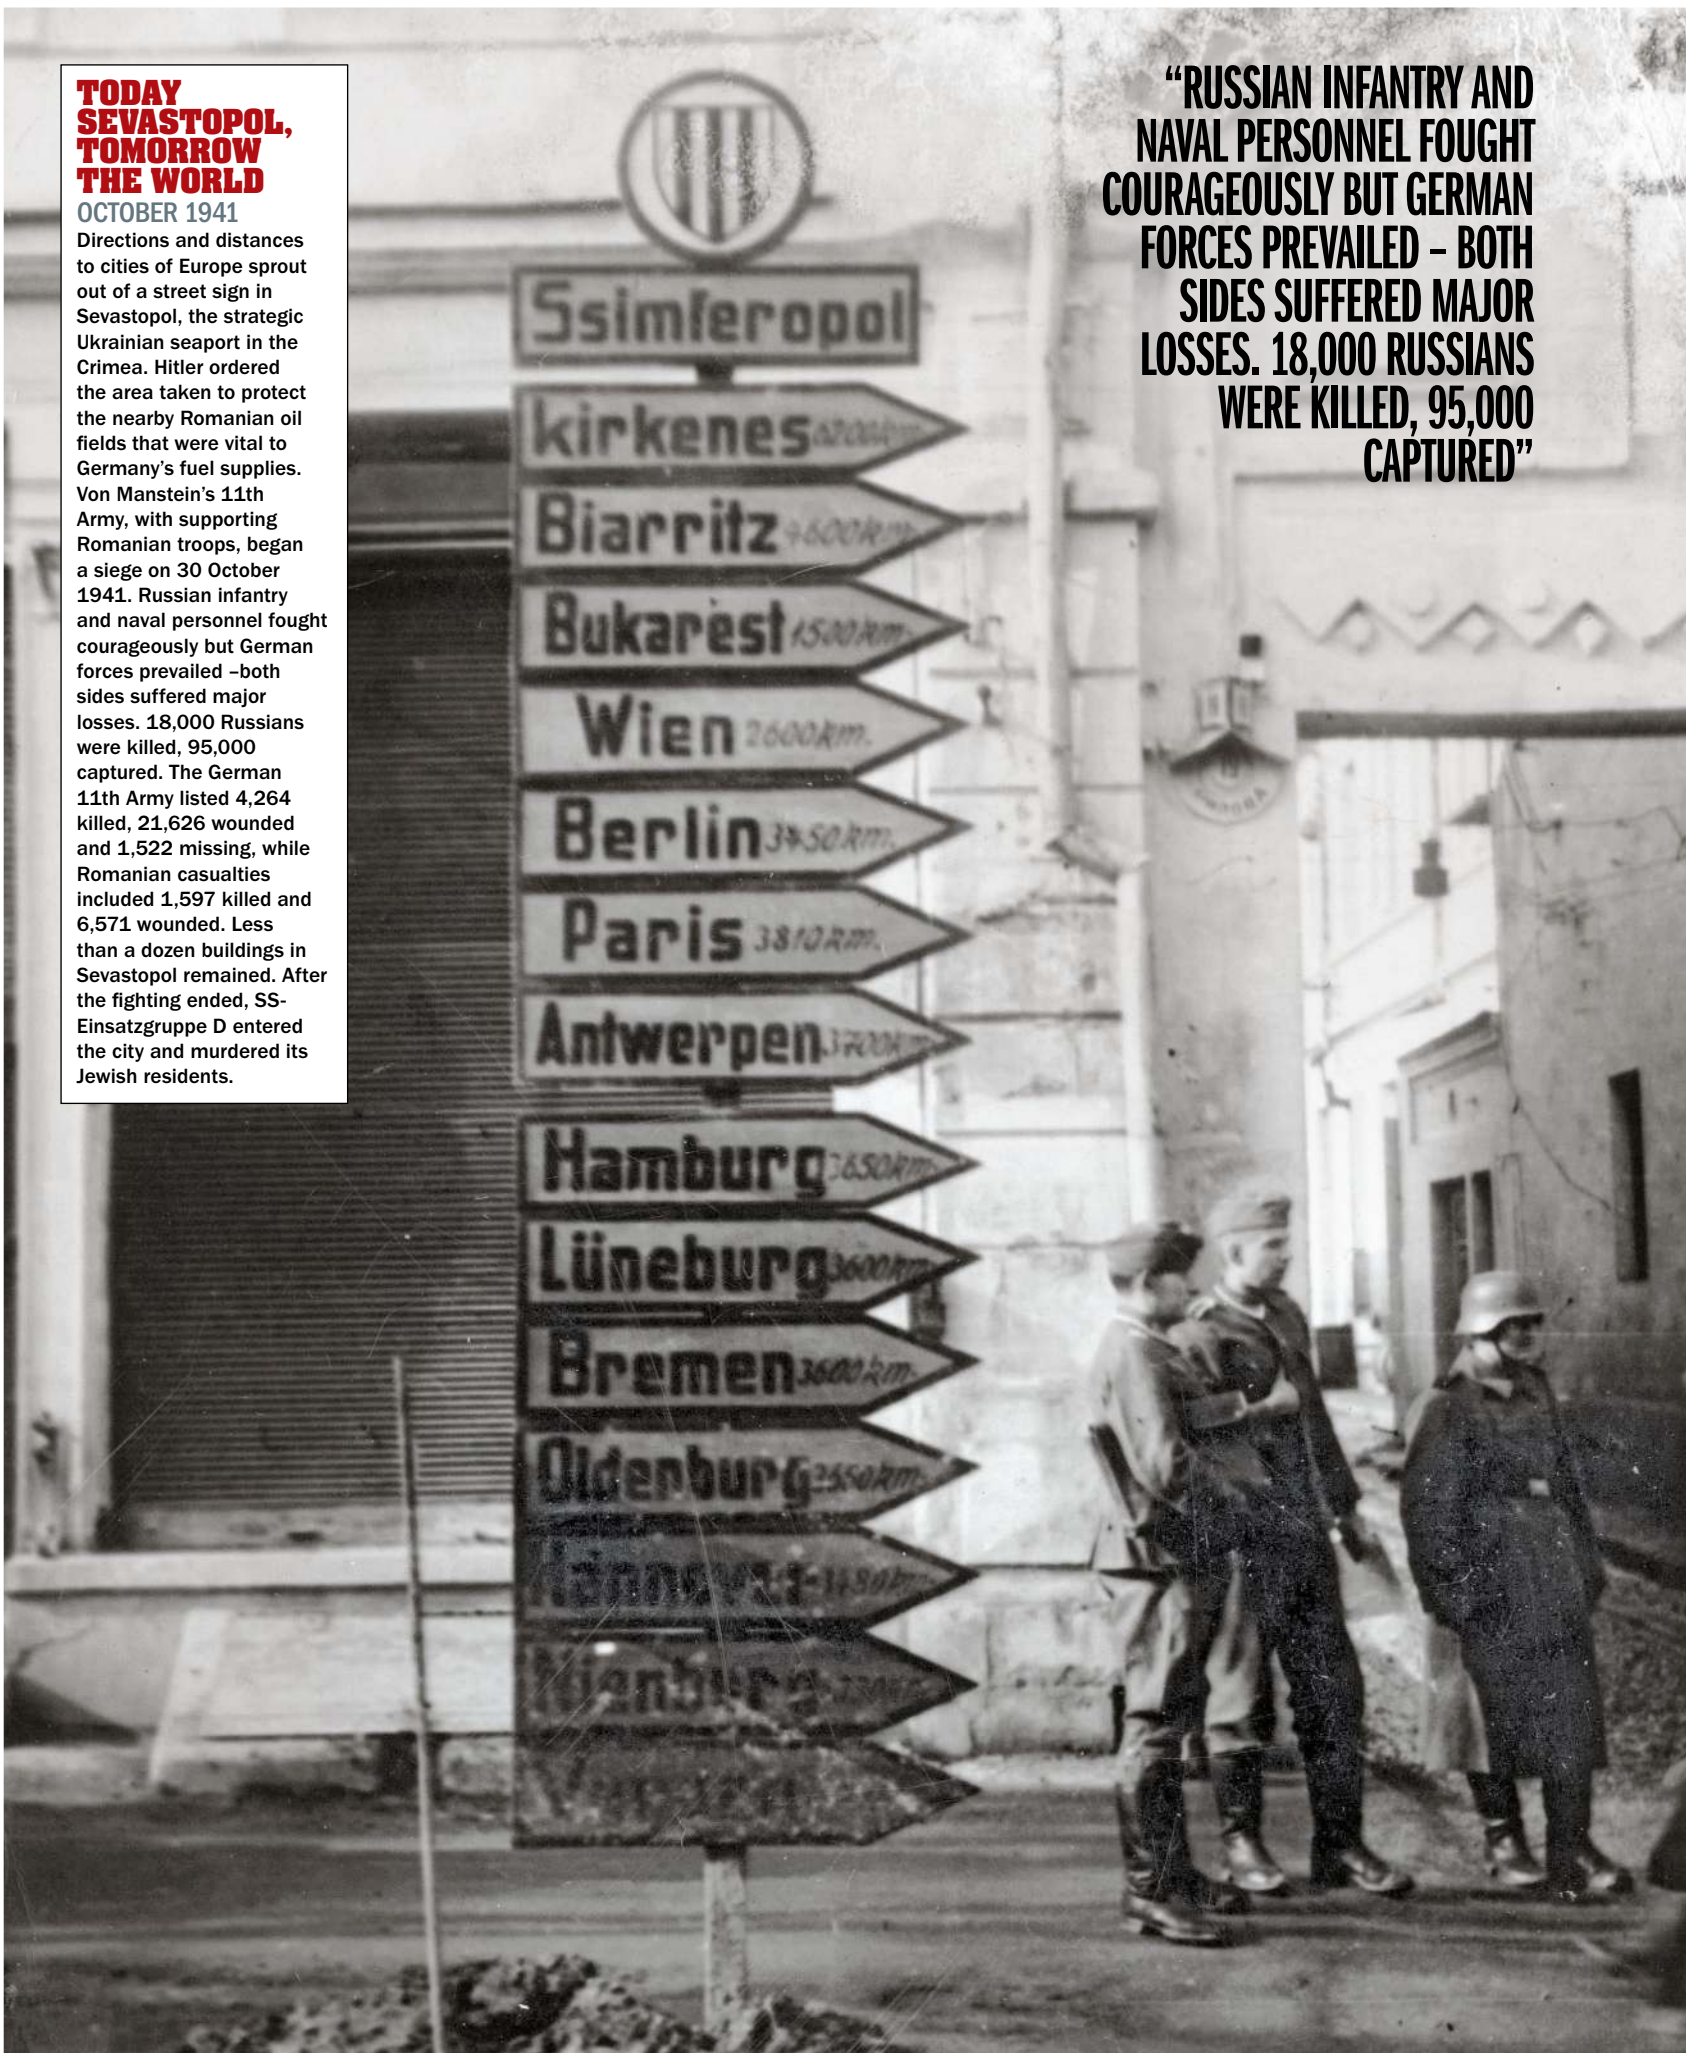 TODAY
SEVASTOPOL,
TOMORROW
THE WORLD
OCTOBER 1941
Directions and distances
to cities of Europe sprout
out of a street sign in
Sevastopol, the strategic
Ukrainian seaport in the
Crimea. Hitler ordered
the area taken to protect
the nearby Romanian oil
fields that were vital to
Germany’s fuel supplies.
Von Manstein’s 11th
Army, with supporting
Romanian troops, began
a siege on 30 October
1941. Russian infantry
and naval personnel fought
courageously but German
forces prevailed –both
sides suffered major
losses. 18,000 Russians
were killed, 95,000
captured. The German
11th Army listed 4,264
killed, 21,626 wounded
and 1,522 missing, while
Romanian casualties
included 1,597 killed and
6,571 wounded. Less
than a dozen buildings in
Sevastopol remained. After
the fighting ended, SS-
Einsatzgruppe D entered
the city and murdered its
Jewish residents.
“RUSSIAN INFANTRY AND
NAVAL PERSONNEL FOUGHT
COURAGEOUSLY BUT GERMAN
FORCES PREVAILED – BOTH
SIDES SUFFERED MAJOR
LOSSES. 18,000 RUSSIANS
WERE KILLED, 95,000
CAPTURED”
Ssimferopol
kirkenes
Biarritz 4600km.
Bukarest 1500km.
Wien 2600km.
Berlin 3450km.
Paris 3810km.
Antwerpen 3700km
Hamburg 3650km.
Lüneburg 3600km
Bremen 3600km.
Oldenburg
Hannover
Nienburg